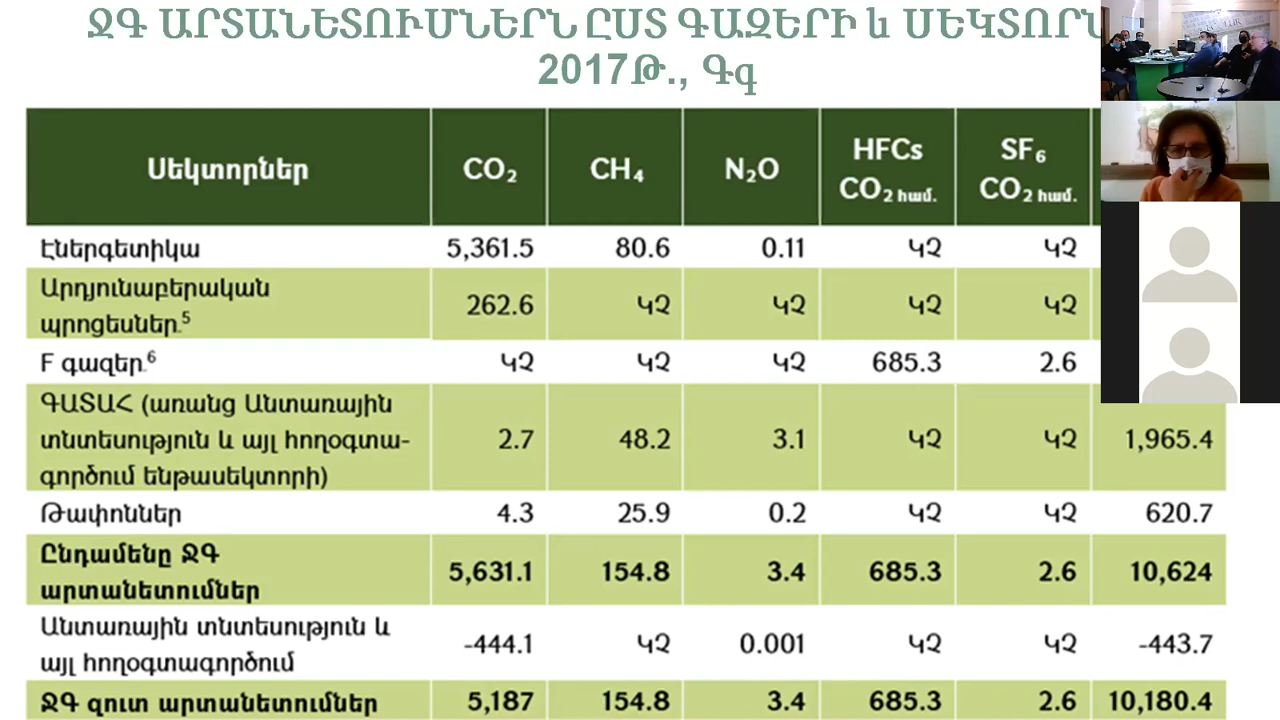 ՋԳ ԱՐՏԱՆԵՏՈՒՄՆԵՐՆ ԸՍՏ ԳԱԶԵՐԻ և
2017Թ., Գգ
Սեկտորներ CO₂ CH₄ N₂O HFCs CO₂ համ. SF₆ CO₂ համ.
Էներգետիկա 5,361.5 80.6 0.11 ԿՉ ԿՉ
Արդյունաբերական
պրոցեսներ⁵ 262.6 ԿՉ ԿՉ ԿՉ ԿՉ
F գազեր⁶ ԿՉ ԿՉ ԿՉ 685.3 2.6
ԳԱՏԱՀ (առանց Անտառային
տնտեսություն և այլ հողօգտա- 2.7 48.2 3.1 ԿՉ ԿՉ 1,965.4
գործում ենթասեկտորի)
Թափոններ 4.3 25.9 0.2 ԿՉ ԿՉ 620.7
Ընդամենը ՋԳ
արտանետումներ 5,631.1 154.8 3.4 685.3 2.6 10,624
Անտառային տնտեսություն և
այլ հողօգտագործում -444.1 ԿՉ 0.001 ԿՉ ԿՉ -443.7
ՋԳ զուտ արտանետումներ 5,187 154.8 3.4 685.3 2.6 10,180.4